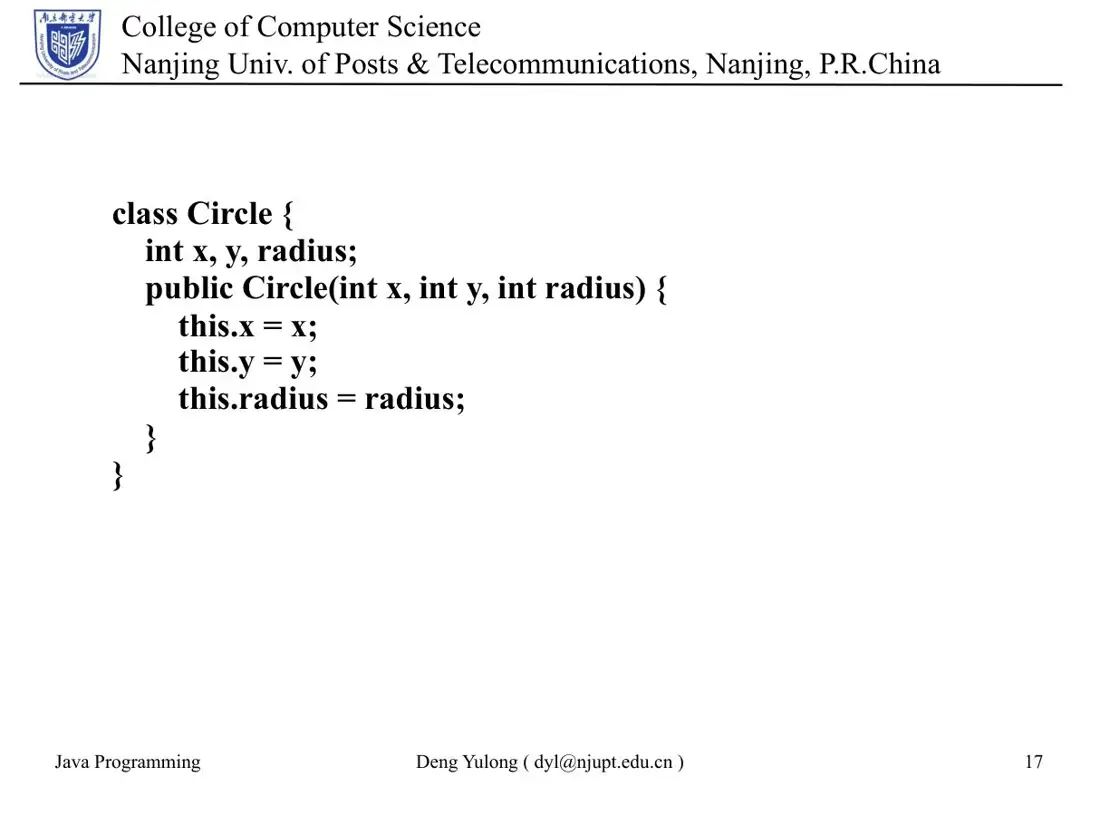 College of Computer Science
Nanjing Univ. of Posts & Telecommunications, Nanjing, P.R.China
class Circle {
int x, y, radius;
public Circle(int x, int y, int radius) {
this.x = x;
this.y = y;
this.radius = radius;
}
}
Java Programming
Deng Yulong ( dyl@njupt.edu.cn )
17